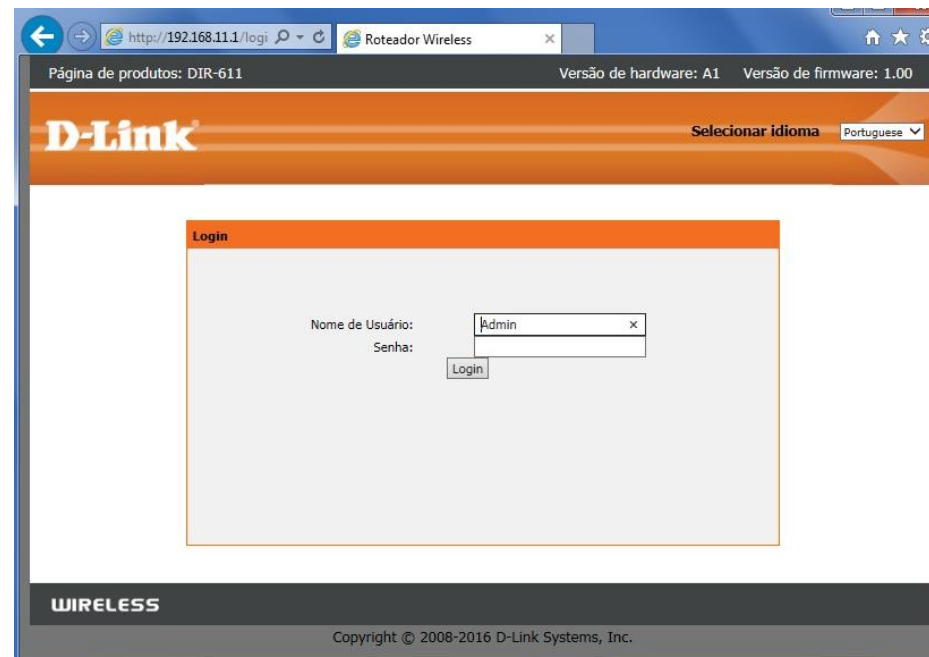 http://192.168.11.1/logi
Roteador Wireless
Página de produtos: DIR-611 Versão de hardware: A1 Versão de firmware: 1.00
D-Link
Selecionar idioma Portuguese
Login
Nome de Usuário: Admin
Senha:
Login
WIRELESS
Copyright © 2008-2016 D-Link Systems, Inc.